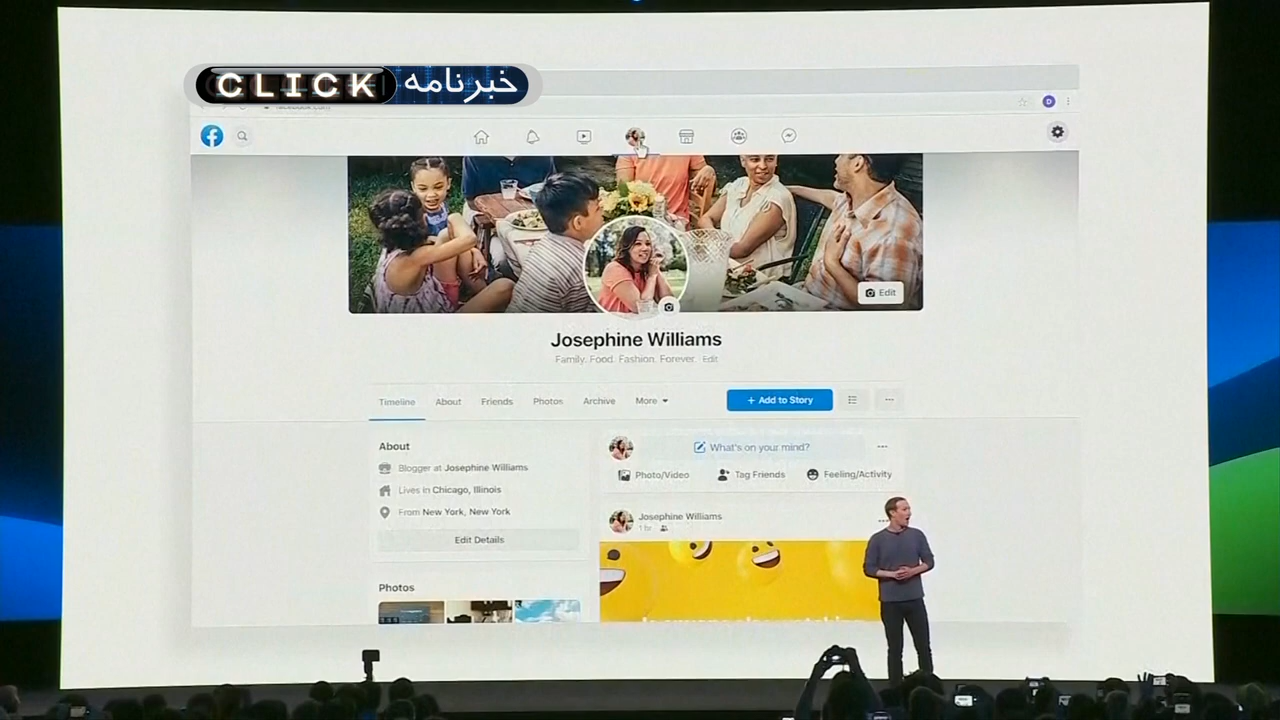 CLICK خبرنامه
D
Edit
Josephine Williams
Family. Food. Fashion. Forever. Edit
Timeline About Friends Photos Archive More
+ Add to Story
About
Blogger at Josephine Williams
Lives in Chicago, Illinois
From New York, New York
Edit Details
Photos
What's on your mind?
Photo/Video Tag Friends Feeling/Activity
Josephine Williams
1 hr